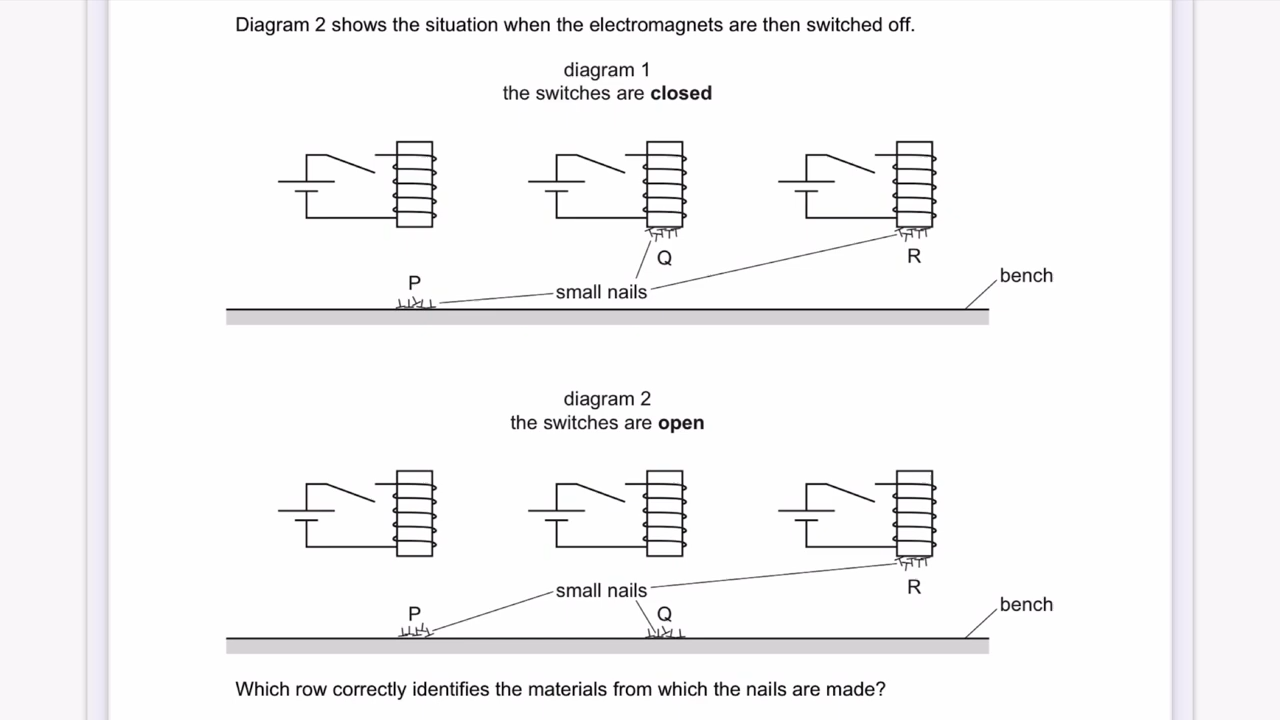 Diagram 2 shows the situation when the electromagnets are then switched off.
diagram 1
the switches are closed
Q
R
P
small nails
bench
diagram 2
the switches are open
small nails
R
P
Q
bench
Which row correctly identifies the materials from which the nails are made?